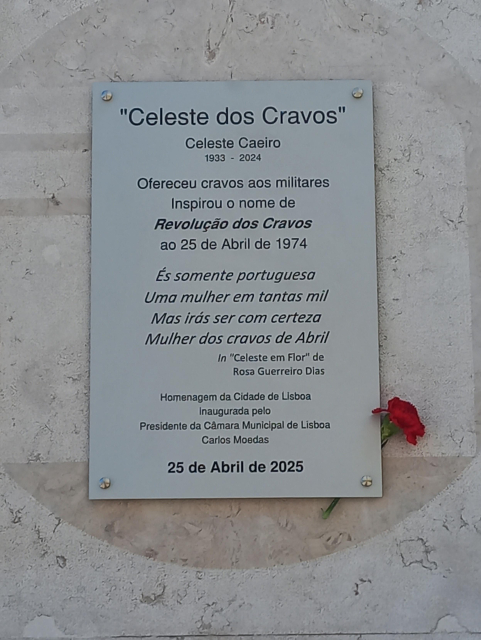 "Celeste dos Cravos"
Celeste Caeiro
1933 - 2024
Ofereceu cravos aos militares
Inspirou o nome de
Revolução dos Cravos
ao 25 de Abril de 1974
És somente portuguesa
Uma mulher em tantas mil
Mas irás ser com certeza
Mulher dos cravos de Abril
In "Celeste em Flor" de
Rosa Guerreiro Dias
Homenagem da Cidade de Lisboa
inaugurada pelo
Presidente da Câmara Municipal de Lisboa
Carlos Moedas
25 de Abril de 2025